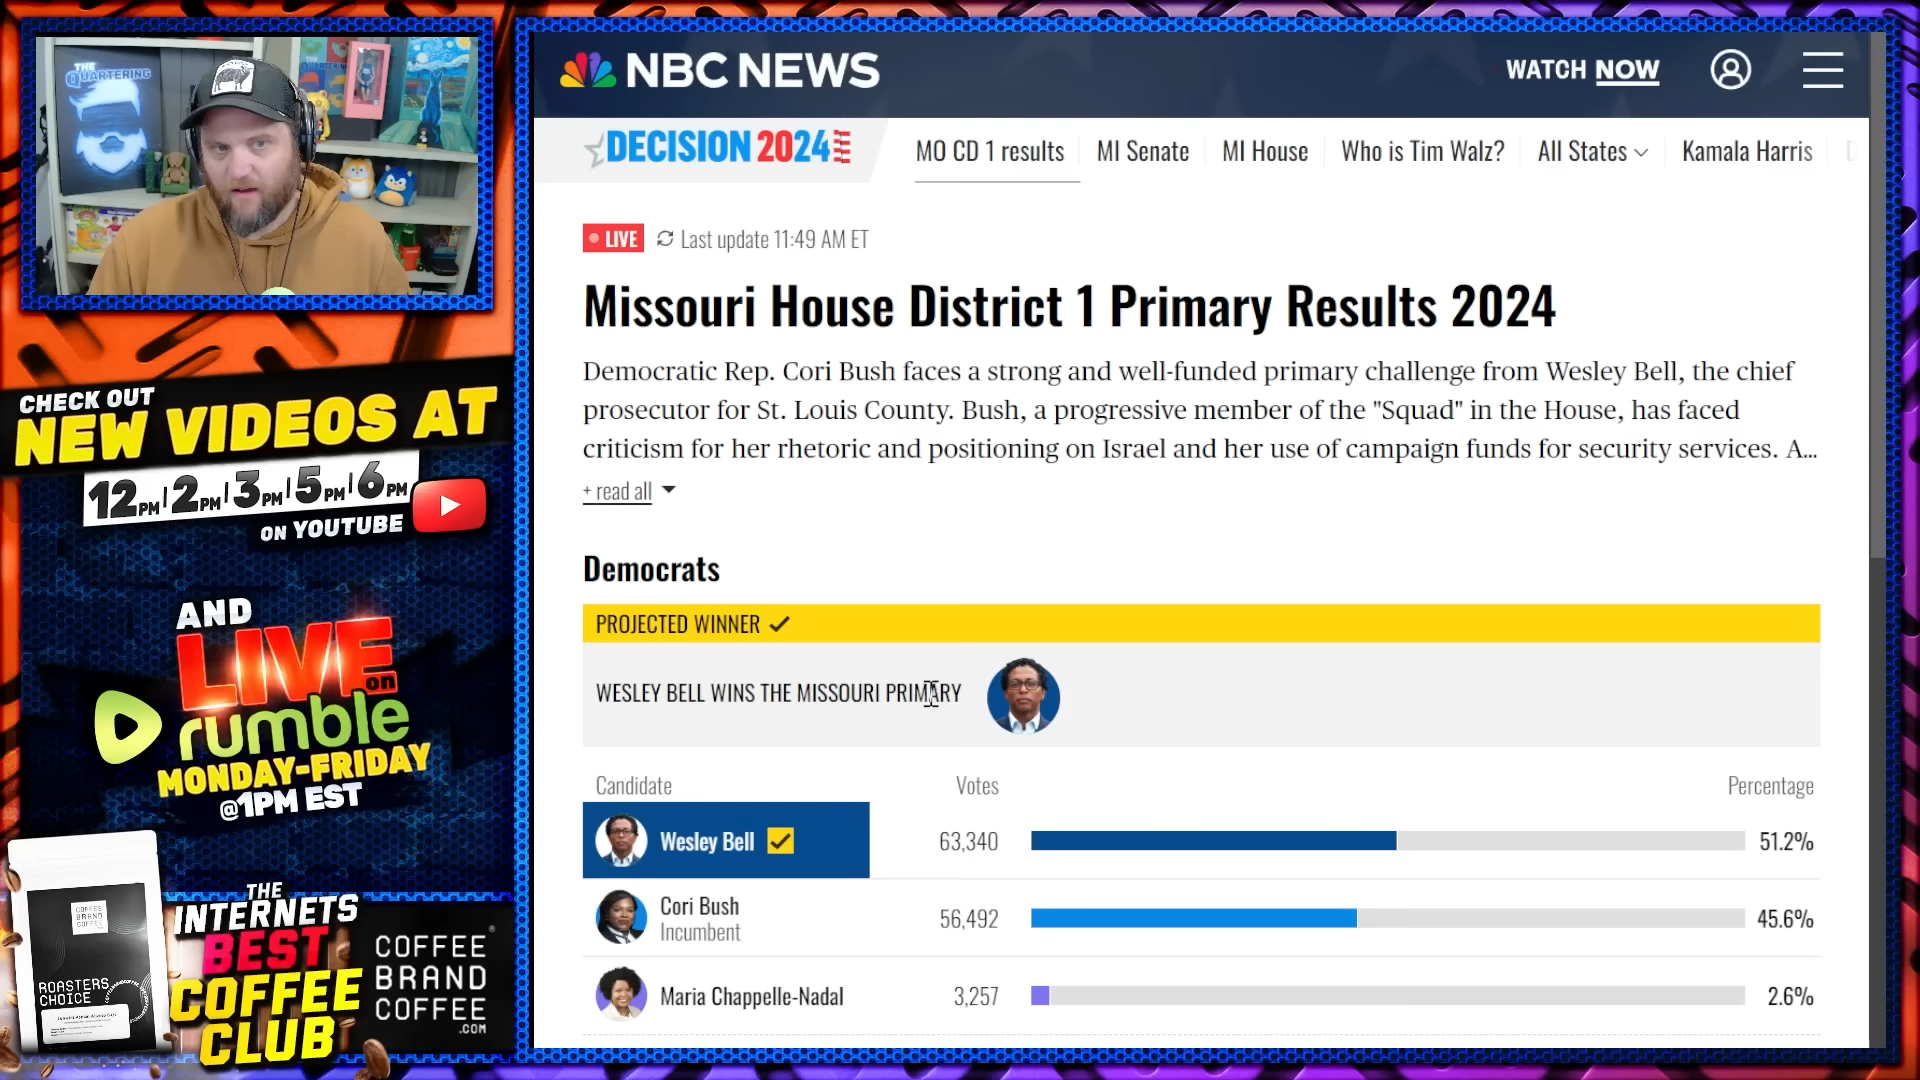 THE
QUARTERING
CHECK OUT
NEW VIDEOS AT
12PM | 2PM | 3PM | 5PM | 6PM
ON YOUTUBE
AND
LIVE
on
rumble
MONDAY-FRIDAY
@1PM EST
COFFEE
BRAND
COFFEE
ROASTERS
CHOICE
THE
INTERNETS
BEST
COFFEE
CLUB
COFFEE
BRAND
COFFEE
.COM
NBC NEWS
WATCH NOW
DECISION 2024
MO CD 1 results
MI Senate
MI House
Who is Tim Walz?
All States
Kamala Harris
LIVE
Last update 11:49 AM ET
Missouri House District 1 Primary Results 2024
Democratic Rep. Cori Bush faces a strong and well-funded primary challenge from Wesley Bell, the chief
prosecutor for St. Louis County. Bush, a progressive member of the "Squad" in the House, has faced
criticism for her rhetoric and positioning on Israel and her use of campaign funds for security services. A...
+ read all
Democrats
PROJECTED WINNER
WESLEY BELL WINS THE MISSOURI PRIMARY
Candidate Votes Percentage
Wesley Bell 63,340 51.2%
Cori Bush 56,492 45.6%
Incumbent
Maria Chappelle-Nadal 3,257 2.6%